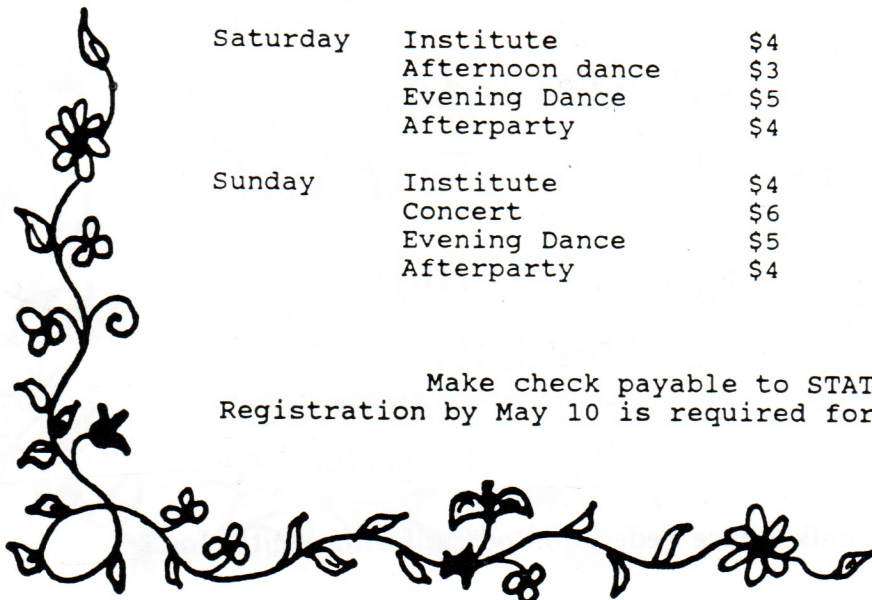 Saturday Institute $4
Afternoon dance $3
Evening Dance $5
Afterparty $4
Sunday Institute $4
Concert $6
Evening Dance $5
Afterparty $4
Make check payable to STAT
Registration by May 10 is required for